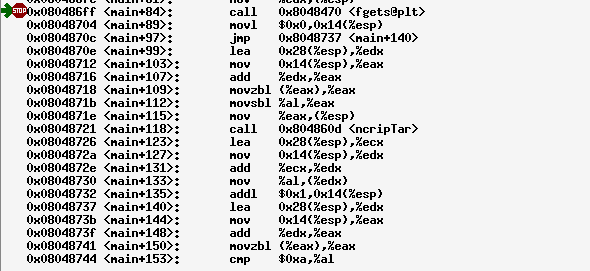 STOP
0x080486ff <main+84>: call 0x8048470 <fgets@plt>
0x08048704 <main+89>: movl $0x0,0x14(%esp)
0x0804870c <main+97>: jmp 0x8048737 <main+140>
0x0804870e <main+99>: lea 0x28(%esp),%edx
0x08048712 <main+103>: mov 0x14(%esp),%eax
0x08048716 <main+107>: add %edx,%eax
0x08048718 <main+109>: movzbl (%eax),%eax
0x0804871b <main+112>: movsbl %al,%eax
0x0804871e <main+115>: mov %eax,(%esp)
0x08048721 <main+118>: call 0x804860d <ncripTar>
0x08048726 <main+123>: lea 0x28(%esp),%ecx
0x0804872a <main+127>: mov 0x14(%esp),%edx
0x0804872e <main+131>: add %ecx,%edx
0x08048730 <main+133>: mov %al,(%edx)
0x08048732 <main+135>: addl $0x1,0x14(%esp)
0x08048737 <main+140>: lea 0x28(%esp),%edx
0x0804873b <main+144>: mov 0x14(%esp),%eax
0x0804873f <main+148>: add %edx,%eax
0x08048741 <main+150>: movzbl (%eax),%eax
0x08048744 <main+153>: cmp $0xa,%al